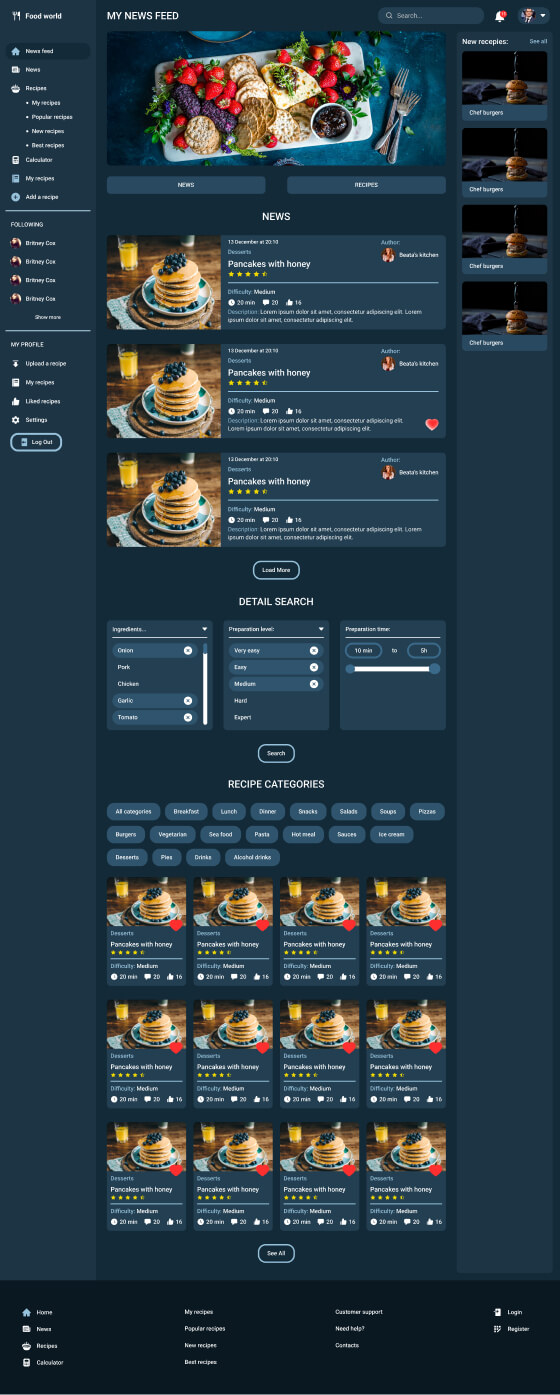 Food world
MY NEWS FEED
Search...
News feed
News
Recipes
My recipes
Popular recipes
New recipes
Best recipes
Calculator
My recipes
Add a recipe
FOLLOWING
Britney Cox
Britney Cox
Britney Cox
Britney Cox
Show more
MY PROFILE
Upload a recipe
My recipes
Liked recipes
Settings
Log Out
NEWS
RECIPES
NEWS
13 December at 20:10
Author:
Desserts
Beata's kitchen
Pancakes with honey
Difficulty: Medium
20 min 20 16
Description: Lorem ipsum dolor sit amet, consectetur adipiscing elit. Lorem
ipsum dolor sit amet, consectetur adipiscing elit.
13 December at 20:10
Author:
Desserts
Beata's kitchen
Pancakes with honey
Difficulty: Medium
20 min 20 16
Description: Lorem ipsum dolor sit amet, consectetur adipiscing elit.
Lorem ipsum dolor sit amet, consectetur adipiscing elit.
13 December at 20:10
Author:
Desserts
Beata's kitchen
Pancakes with honey
Difficulty: Medium
20 min 20 16
Description: Lorem ipsum dolor sit amet, consectetur adipiscing elit. Lorem
ipsum dolor sit amet, consectetur adipiscing elit.
Load More
DETAIL SEARCH
Ingredients...
Onion
Pork
Chicken
Garlic
Tomato
Preparation level:
Very easy
Easy
Medium
Hard
Expert
Preparation time:
10 min to 5h
Search
RECIPE CATEGORIES
All categories Breakfast Lunch Dinner Snacks Salads Soups Pizzas
Burgers Vegetarian Sea food Pasta Hot meal Sauces Ice cream
Desserts Pies Drinks Alcohol drinks
Desserts Desserts Desserts Desserts
Pancakes with honey Pancakes with honey Pancakes with honey Pancakes with honey
Difficulty: Medium Difficulty: Medium Difficulty: Medium Difficulty: Medium
20 min 20 16 20 min 20 16 20 min 20 16 20 min 20 16
Desserts Desserts Desserts Desserts
Pancakes with honey Pancakes with honey Pancakes with honey Pancakes with honey
Difficulty: Medium Difficulty: Medium Difficulty: Medium Difficulty: Medium
20 min 20 16 20 min 20 16 20 min 20 16 20 min 20 16
Desserts Desserts Desserts Desserts
Pancakes with honey Pancakes with honey Pancakes with honey Pancakes with honey
Difficulty: Medium Difficulty: Medium Difficulty: Medium Difficulty: Medium
20 min 20 16 20 min 20 16 20 min 20 16 20 min 20 16
See All
New recepies: See all
Chef burgers
Chef burgers
Chef burgers
Chef burgers
Home
News
Recipes
Calculator
My recipes
Popular recipes
New recipes
Best recipes
Customer support
Need help?
Contacts
Login
Register